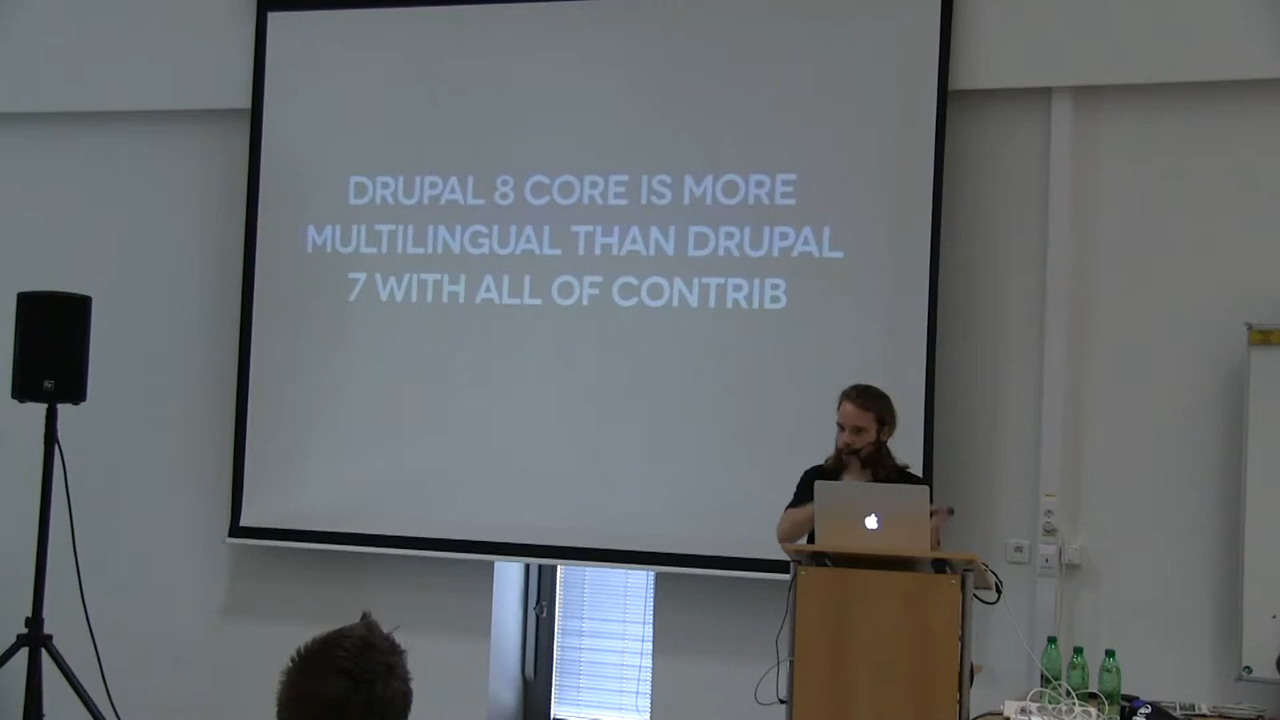 DRUPAL 8 CORE IS MORE
MULTILINGUAL THAN DRUPAL
7 WITH ALL OF CONTRIB